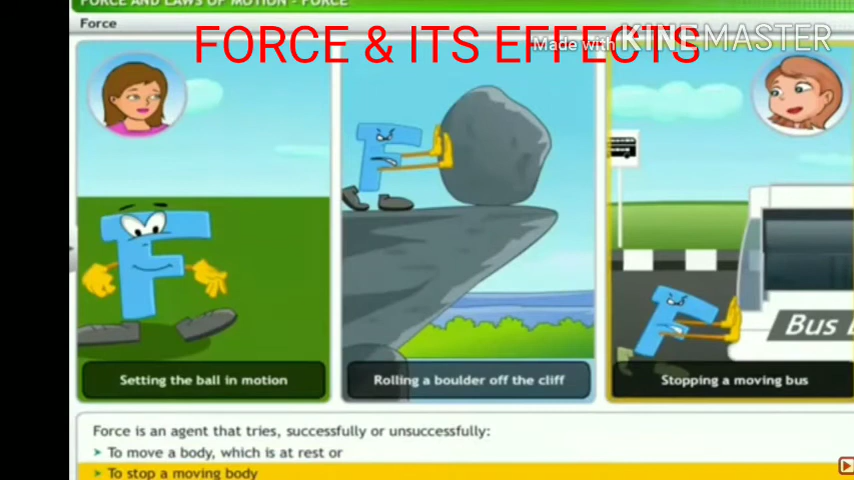 FORCE AND LAWS OF MOTION - FORCE
Force
FORCE & ITS EFFECTS
Made with KINEMASTER
F
F
F
Bus
Setting the ball in motion
Rolling a boulder off the cliff
Stopping a moving bus
Force is an agent that tries, successfully or unsuccessfully:
➤ To move a body, which is at rest or
➤ To stop a moving body